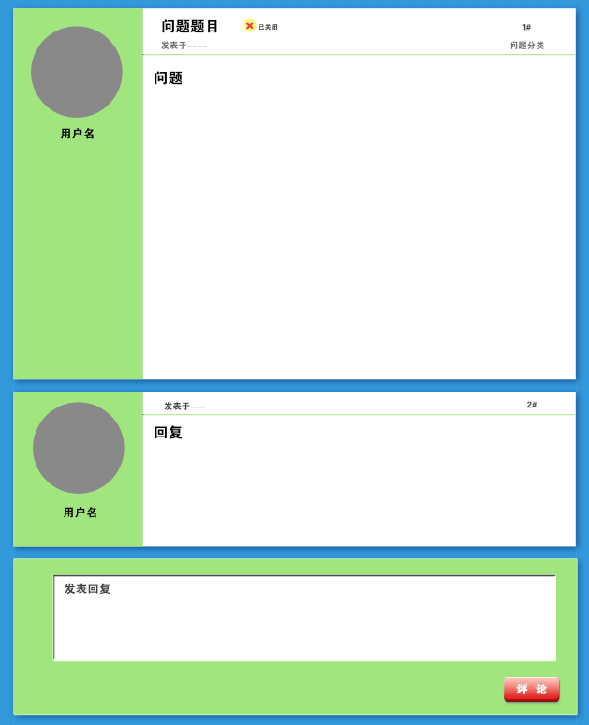 问题题目 已关闭 1#
发表于........... 问题分类
问题
用户名
发表于........
2#
回复
用户名
发表回复
评 论